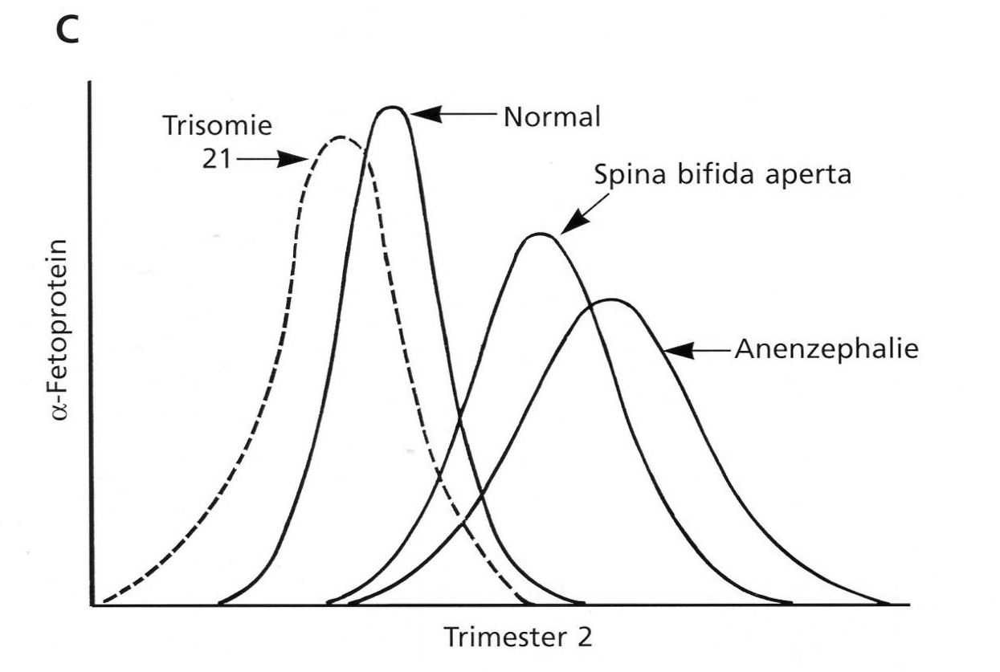 C
Trisomie
21
Normal
Spina bifida aperta
Anenzephalie
α-Fetoprotein
Trimester 2